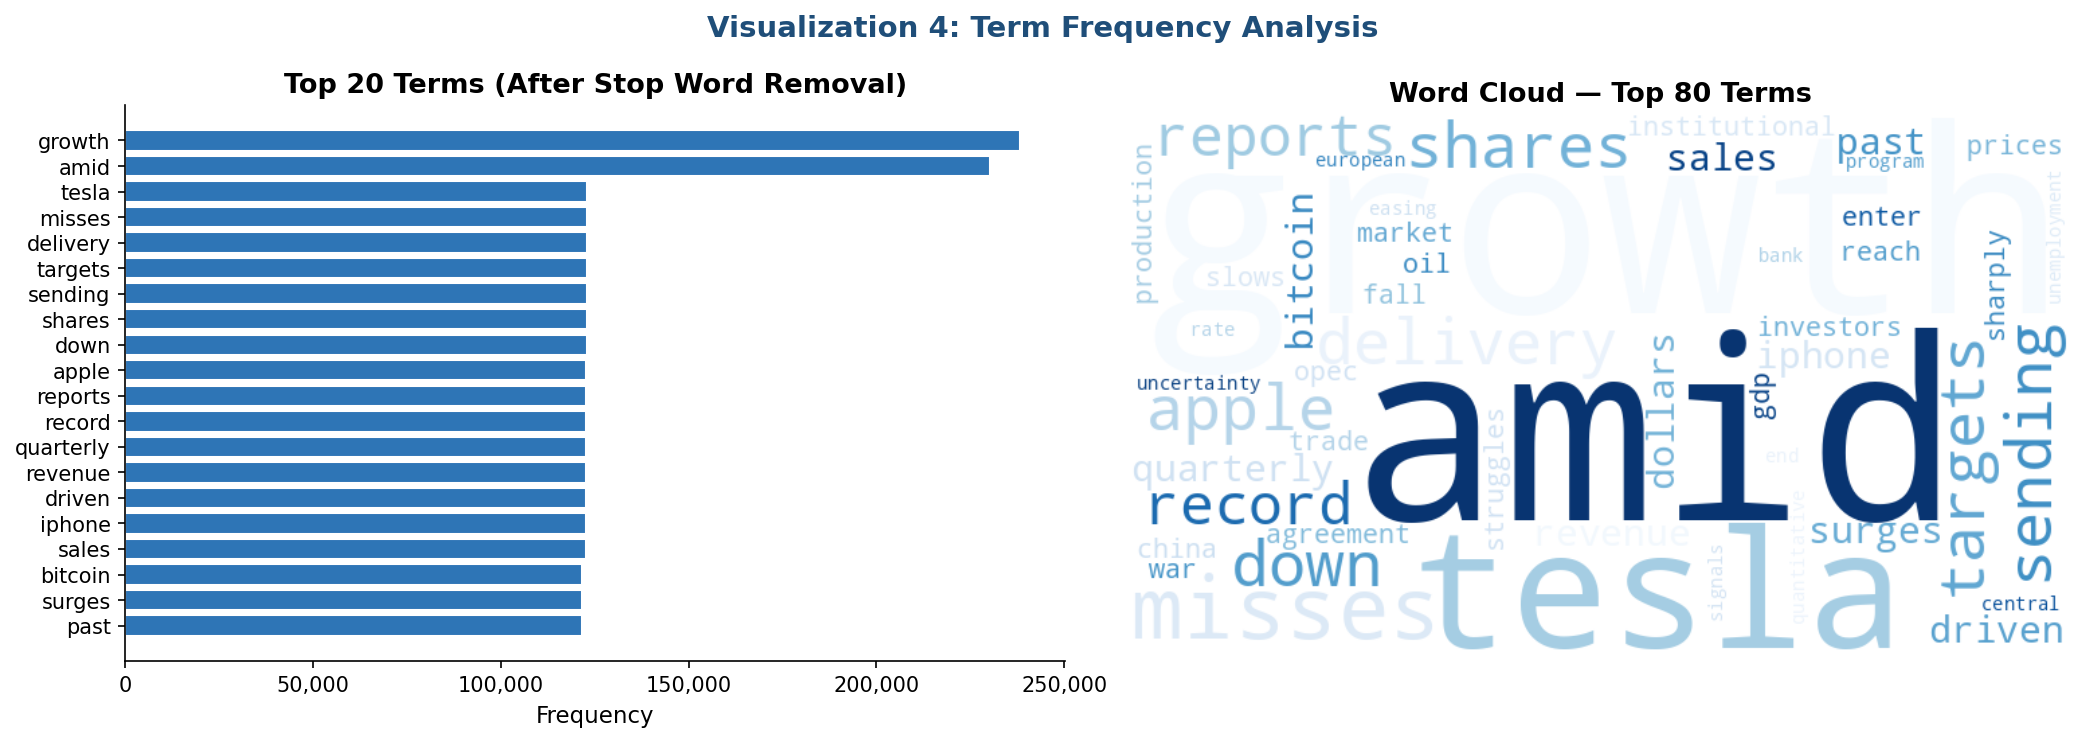 Visualization 4: Term Frequency Analysis
Top 20 Terms (After Stop Word Removal)
growth
amid
tesla
misses
delivery
targets
sending
shares
down
apple
reports
record
quarterly
revenue
driven
iphone
sales
bitcoin
surges
past
0 50,000 100,000 150,000 200,000 250,000
Frequency
Word Cloud — Top 80 Terms
reports
shares
institutional
past
prices
european
sales
program
production
growth
easing
bitcoin
market
enter
unemployment
oil
bank
reach
sharply
slows
fall
rate
delivery
investors
iphone
opec
dollars
uncertainty
gdp
apple
amid
targets
sending
trade
struggles
quarterly
end
record
agreement
revenue
quantitative
surges
china
war
down
tesla
signals
misses
central
driven